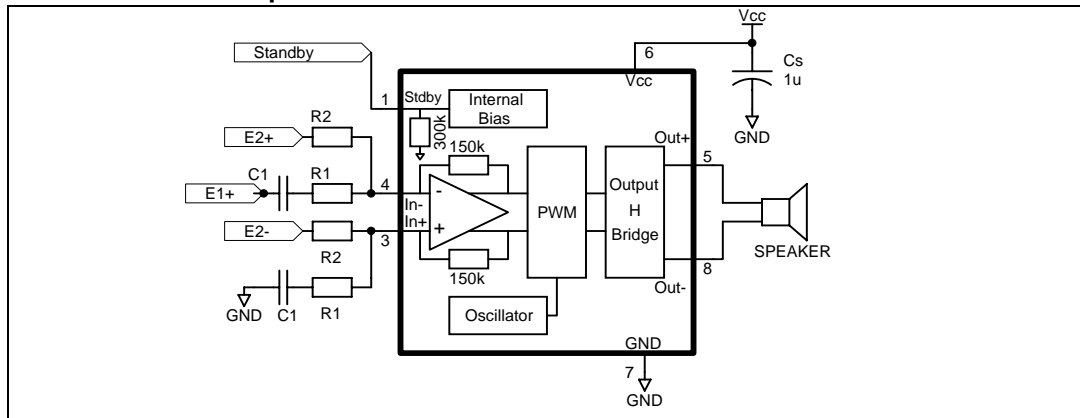 Vcc
6
Cs
1u
Vcc
GND
Standby
1
Stdby
300k
Internal
Bias
R2
E2+
150k
Out+
5
C1
R1
E1+
4
In-
-
In+
+
PWM
Output
H
Bridge
E2-
3
R2
150k
SPEAKER
8
Out-
GND
C1
R1
Oscillator
GND
7
GND